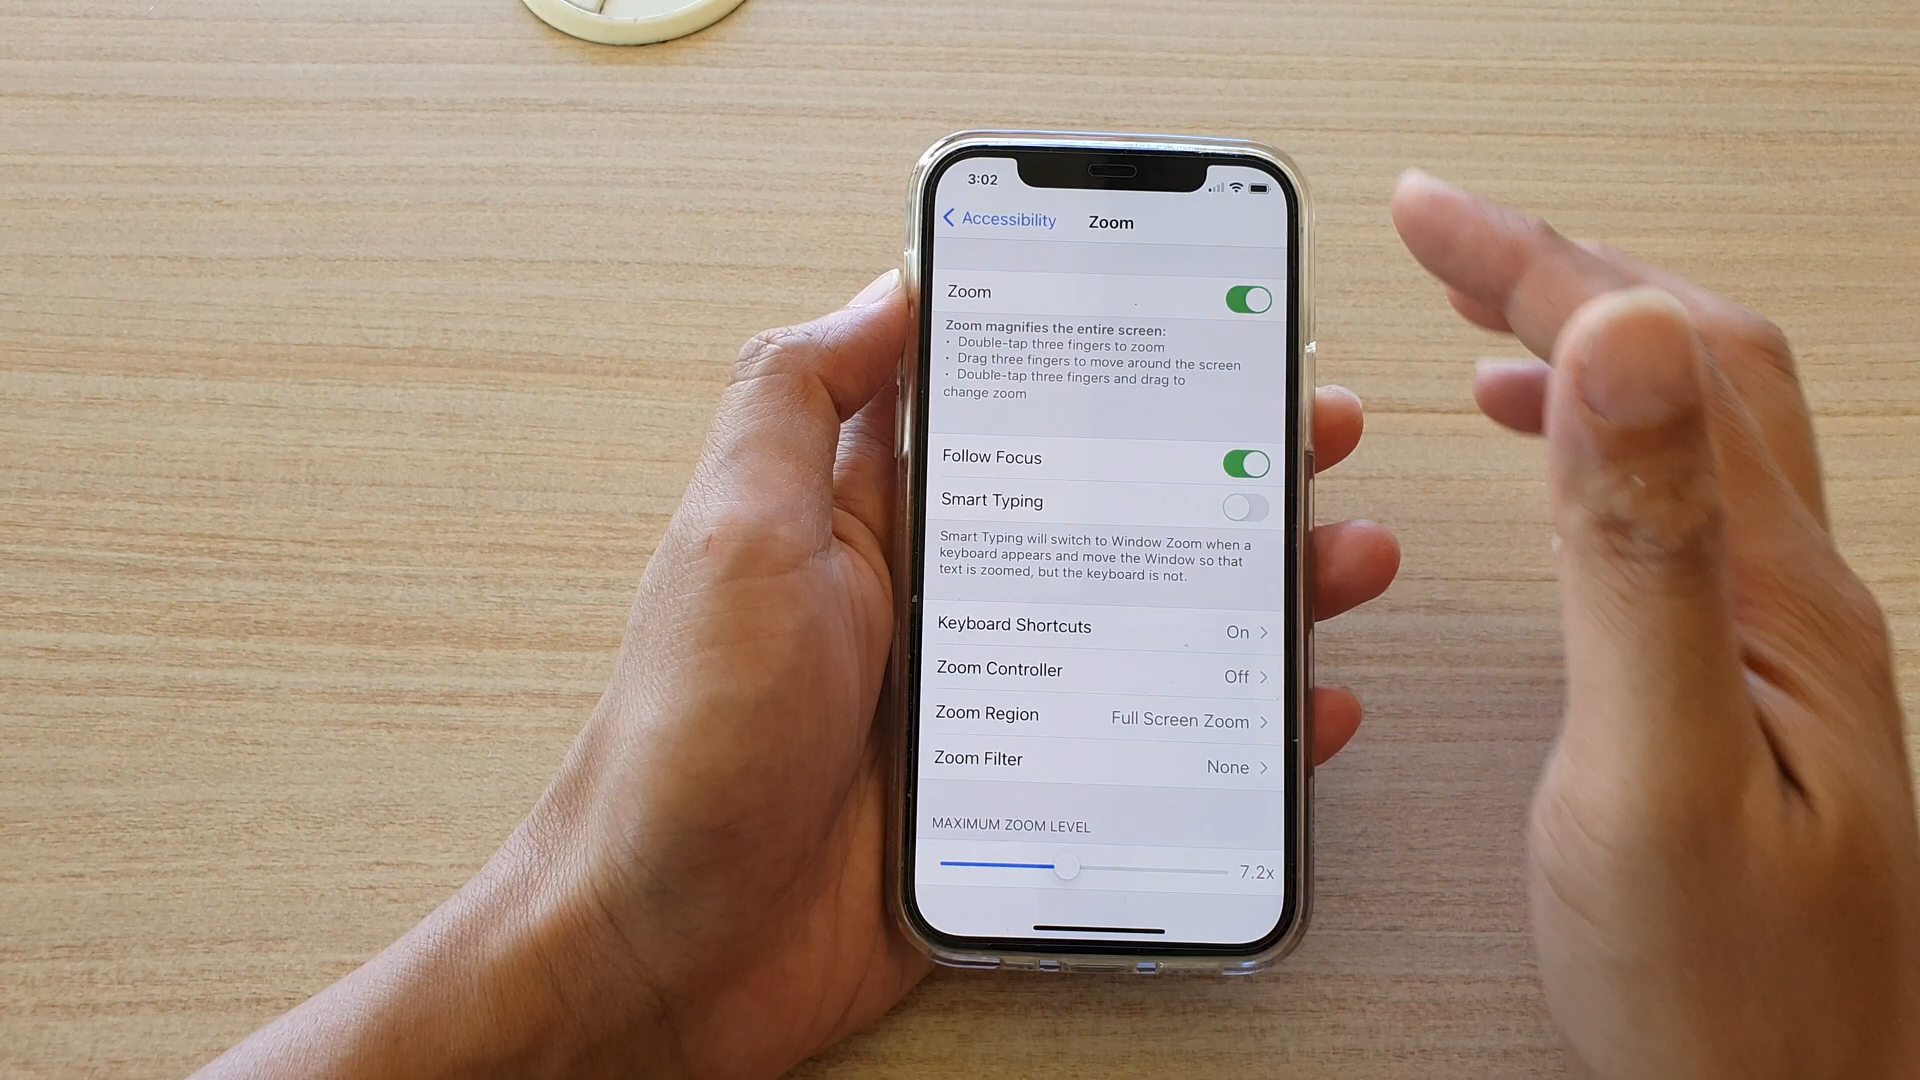 3:02
Accessibility Zoom
Zoom
Zoom magnifies the entire screen:
• Double-tap three fingers to zoom
• Drag three fingers to move around the screen
• Double-tap three fingers and drag to
change zoom
Follow Focus
Smart Typing
Smart Typing will switch to Window Zoom when a
keyboard appears and move the Window so that
text is zoomed, but the keyboard is not.
Keyboard Shortcuts On
Zoom Controller Off
Zoom Region Full Screen Zoom
Zoom Filter None
MAXIMUM ZOOM LEVEL
7.2x